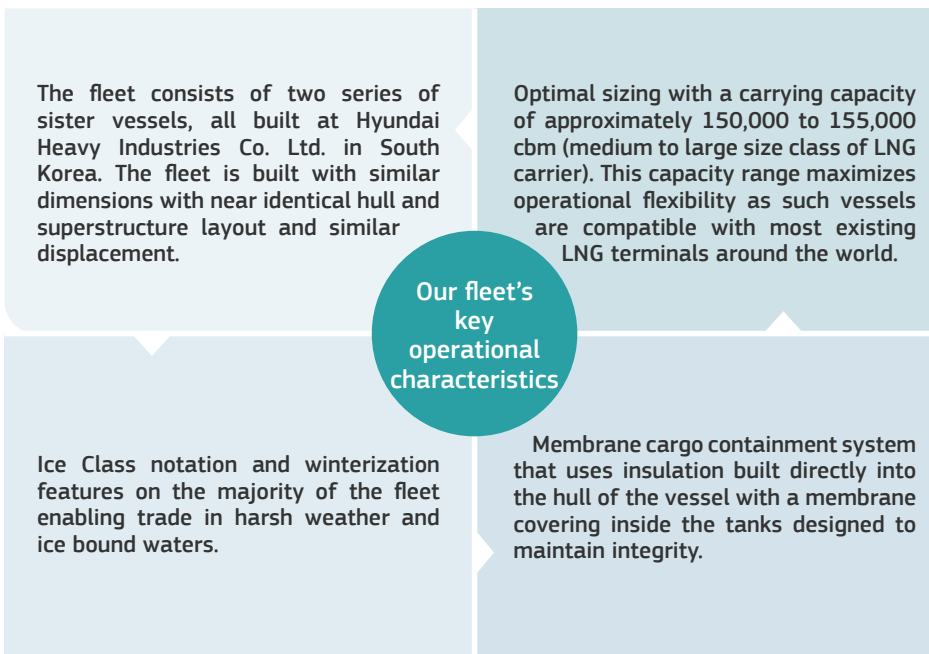 The fleet consists of two series of
sister vessels, all built at Hyundai
Heavy Industries Co. Ltd. in South
Korea. The fleet is built with similar
dimensions with near identical hull and
superstructure layout and similar
displacement.
Optimal sizing with a carrying capacity
of approximately 150,000 to 155,000
cbm (medium to large size class of LNG
carrier). This capacity range maximizes
operational flexibility as such vessels
are compatible with most existing
LNG terminals around the world.
Our fleet's
key
operational
characteristics
Ice Class notation and winterization
features on the majority of the fleet
enabling trade in harsh weather and
ice bound waters.
Membrane cargo containment system
that uses insulation built directly into
the hull of the vessel with a membrane
covering inside the tanks designed to
maintain integrity.